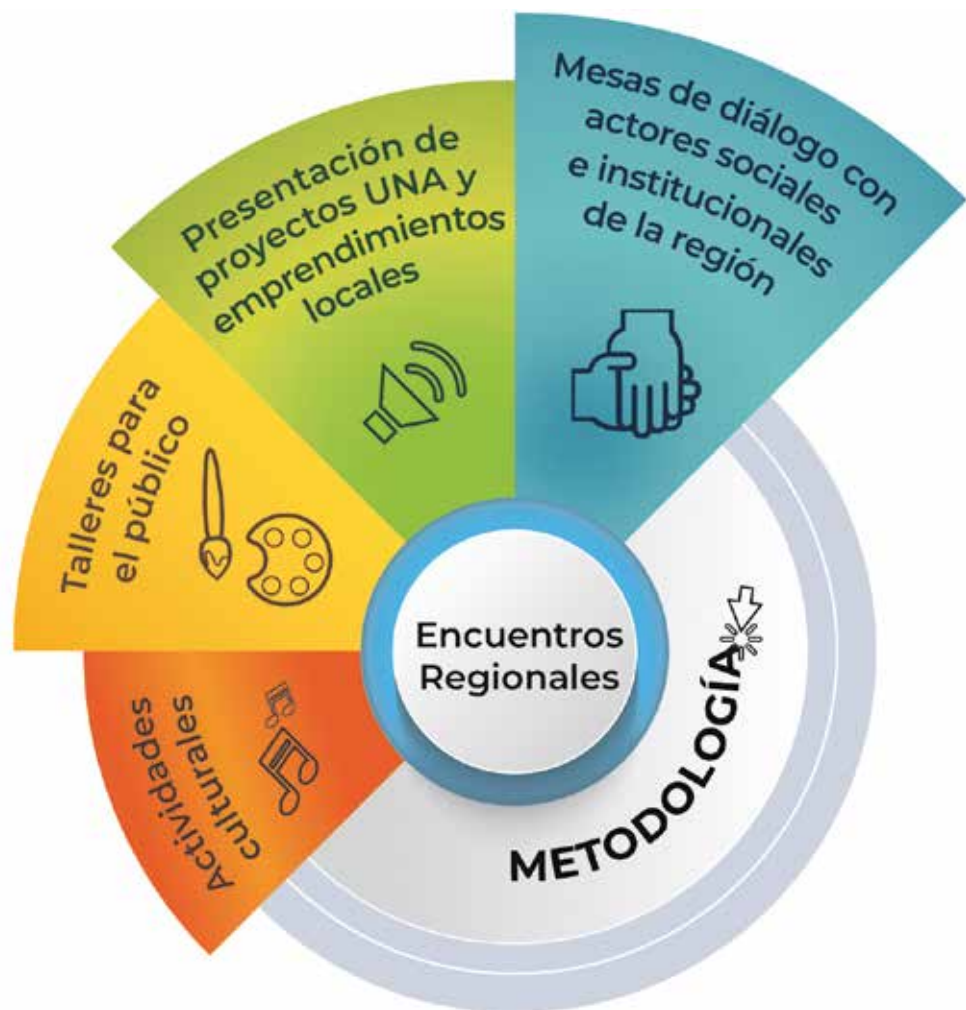 Mesas de diálogo con
actores sociales
e institucionales
de la región
Presentación de
proyectos UNA y
emprendimientos
locales
Talleres para
el público
Actividades
culturales
Encuentros
Regionales
METODOLOGÍA